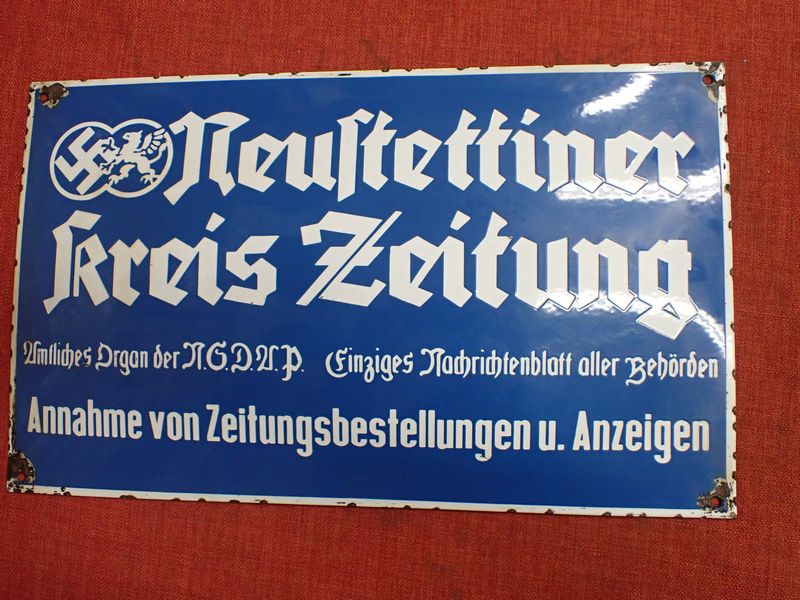 Neustettiner
Kreis Zeitung
Amtliches Organ der N.S.D.A.P. Einziges Nachrichtenblatt aller Behörden
Annahme von Zeitungsbestellungen u. Anzeigen